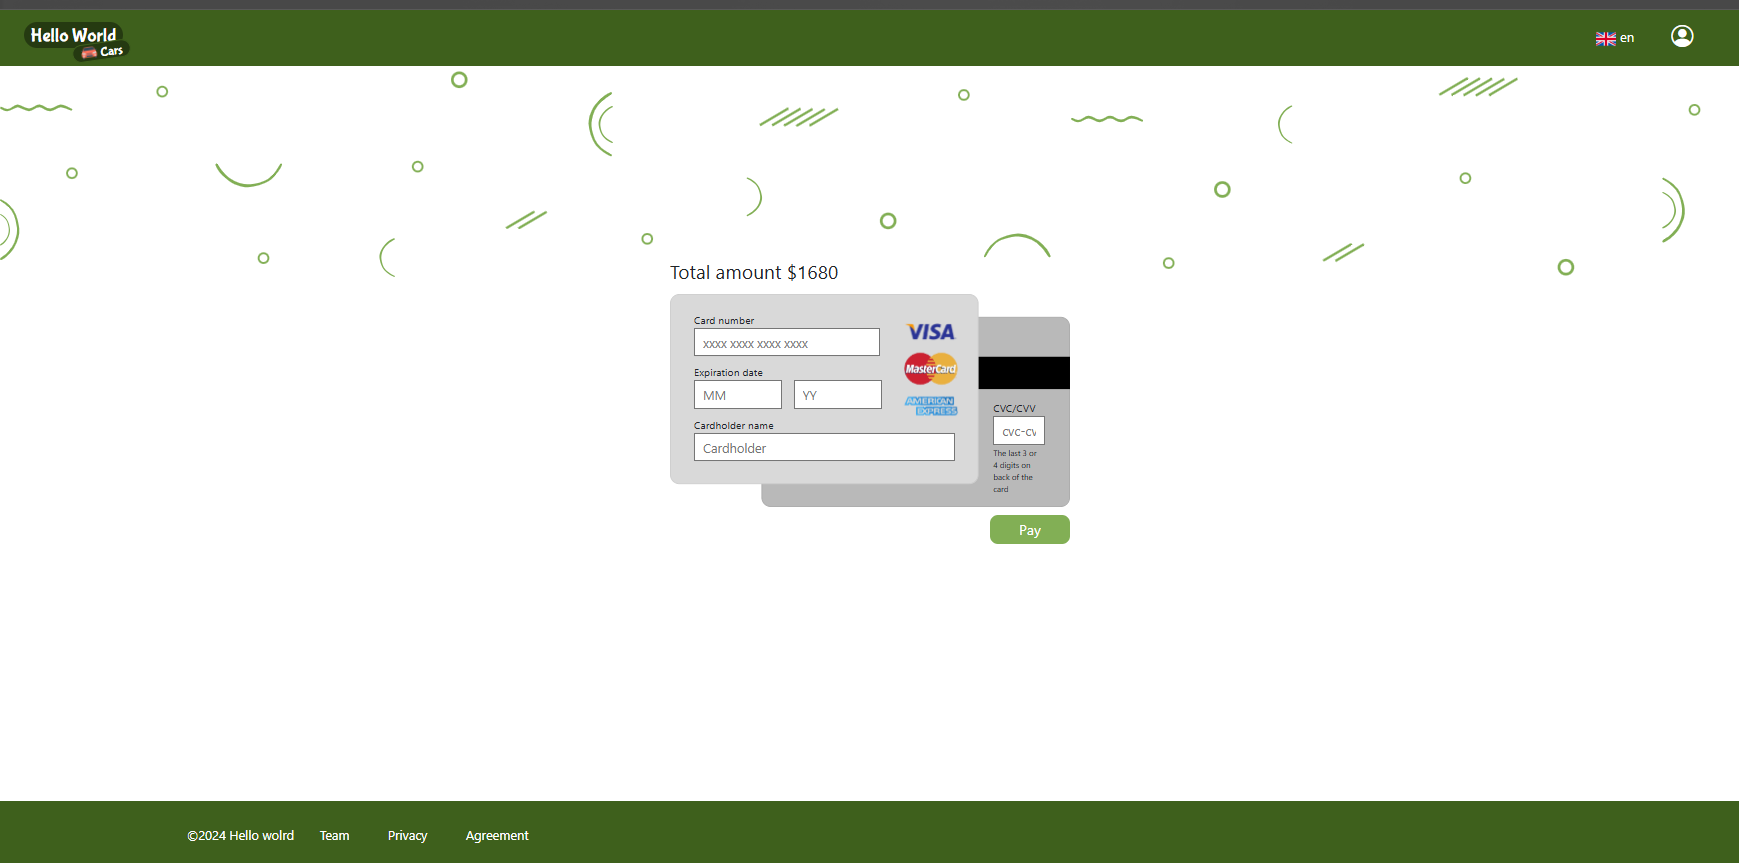 Hello World
Cars
en
Total amount $1680
Card number
xxxx xxxx xxxx xxxx
VISA
MasterCard
Expiration date
MM
YY
AMERICAN
EXPRESS
CVC/CVV
CVC-CV
Cardholder name
Cardholder
The last 3 or
4 digits on
back of the
card
Pay
©2024 Hello wolrd
Team
Privacy
Agreement